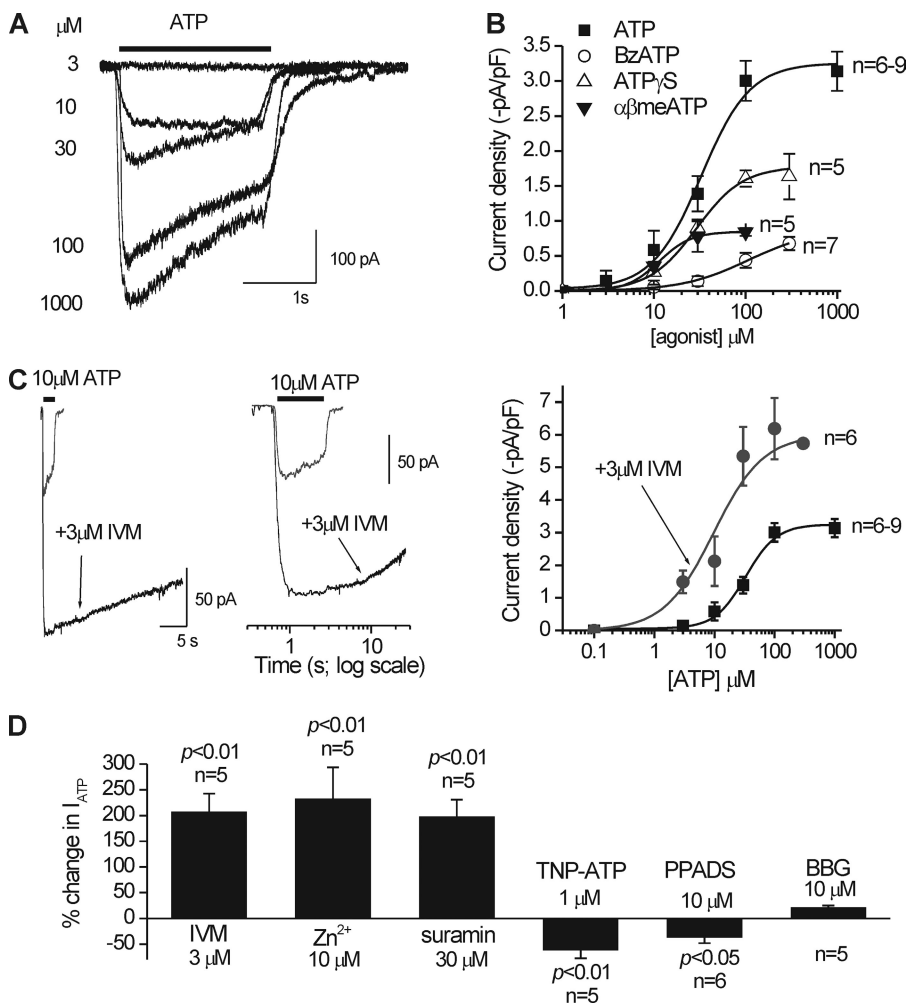 A
μM
ATP
3
10
30
100
1000
100 pA
1s
B
ATP
BzATP
ATPγS
αβmeATP
Current density (-pA/pF)
3.5
3.0
2.5
2.0
1.5
1.0
0.5
0.0
n=6-9
n=5
n=5
n=7
1
10
100
1000
[agonist] μM
C
10μM ATP
+3μM IVM
50 pA
5 s
10μM ATP
50 pA
+3μM IVM
1
10
Time (s; log scale)
Current density (-pA/pF)
7
6
5
4
3
2
1
0
+3μM IVM
n=6
n=6-9
0.1
1
10
100
1000
[ATP] μM
D
% change in I_ATP
300
250
200
150
100
50
0
-50
p<0.01
n=5
IVM
3 μM
p<0.01
n=5
Zn²⁺
10 μM
p<0.01
n=5
suramin
30 μM
TNP-ATP
1 μM
p<0.01
n=5
PPADS
10 μM
p<0.05
n=6
BBG
10 μM
n=5